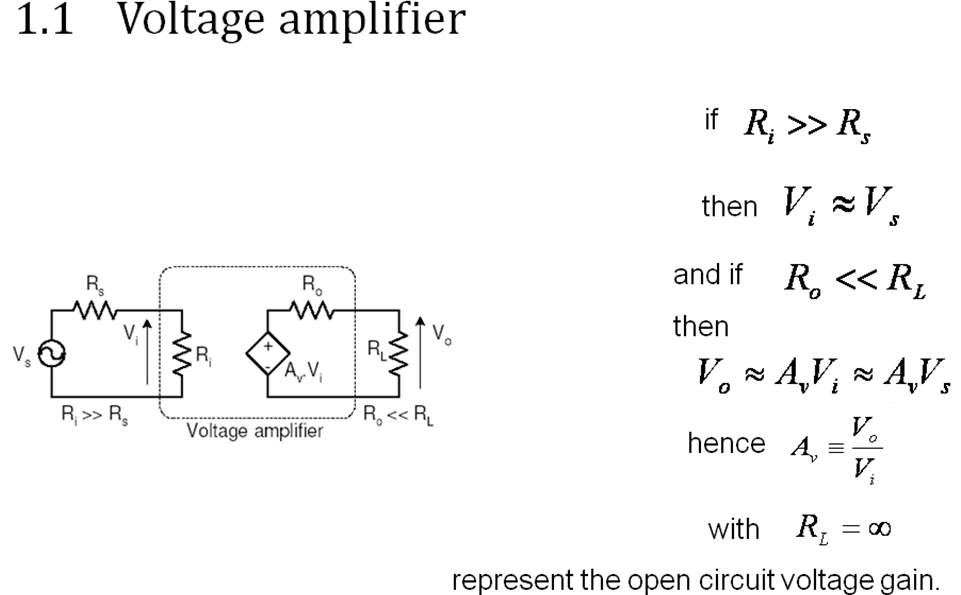 1.1 Voltage amplifier
if R_i >> R_s
then V_i ≈ V_s
and if R_o << R_L
then
V_o ≈ A_vV_i ≈ A_vV_s
hence A_v ≡ V_o / V_i
with R_L = ∞
represent the open circuit voltage gain.
R_s
R_o
V_s
V_i
R_i
+
-
A_v.V_i
R_L
V_o
R_i >> R_s
R_o << R_L
Voltage amplifier